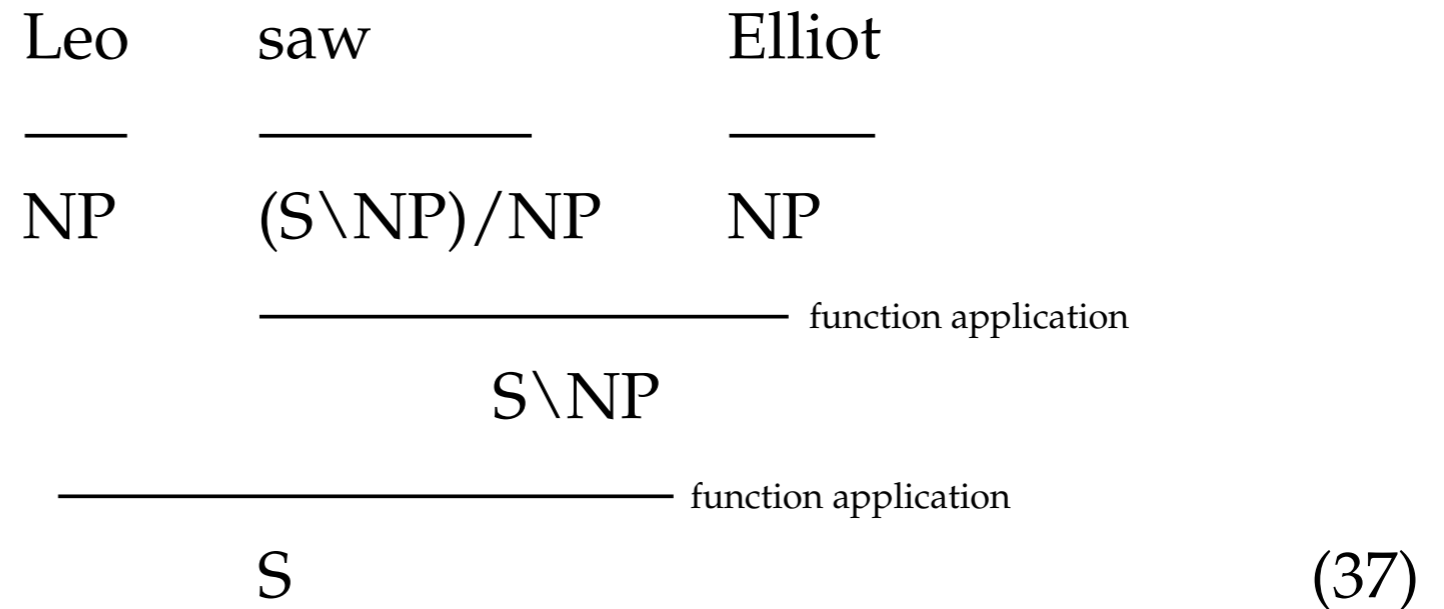 Leo saw Elliot
NP (S\NP)/NP NP
function application
S\NP
function application
S (37)